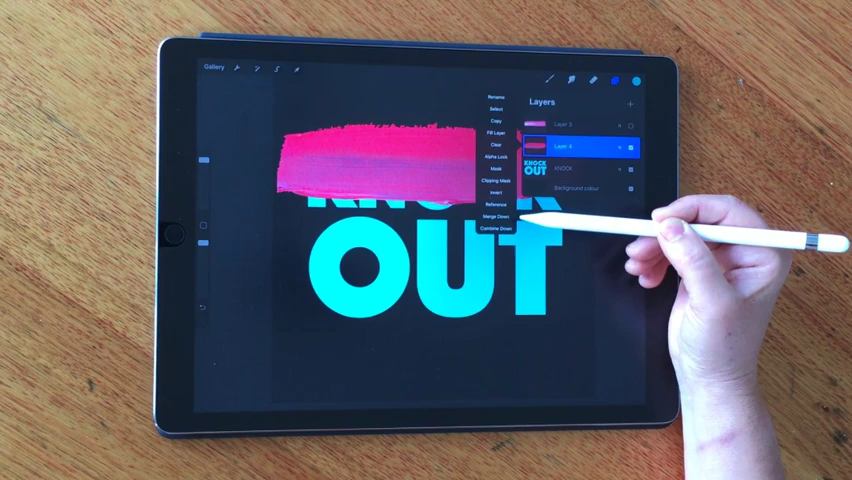 Gallery
Layers
Rename
Select
Copy
Fill Layer
Clear
Alpha Lock
Mask
Clipping Mask
Invert
Reference
Merge Down
Combine Down
Layer 3
N
Layer 4
N
KNOCK
OUT
KNOCK
N
Background colour
KNOCK
OUT